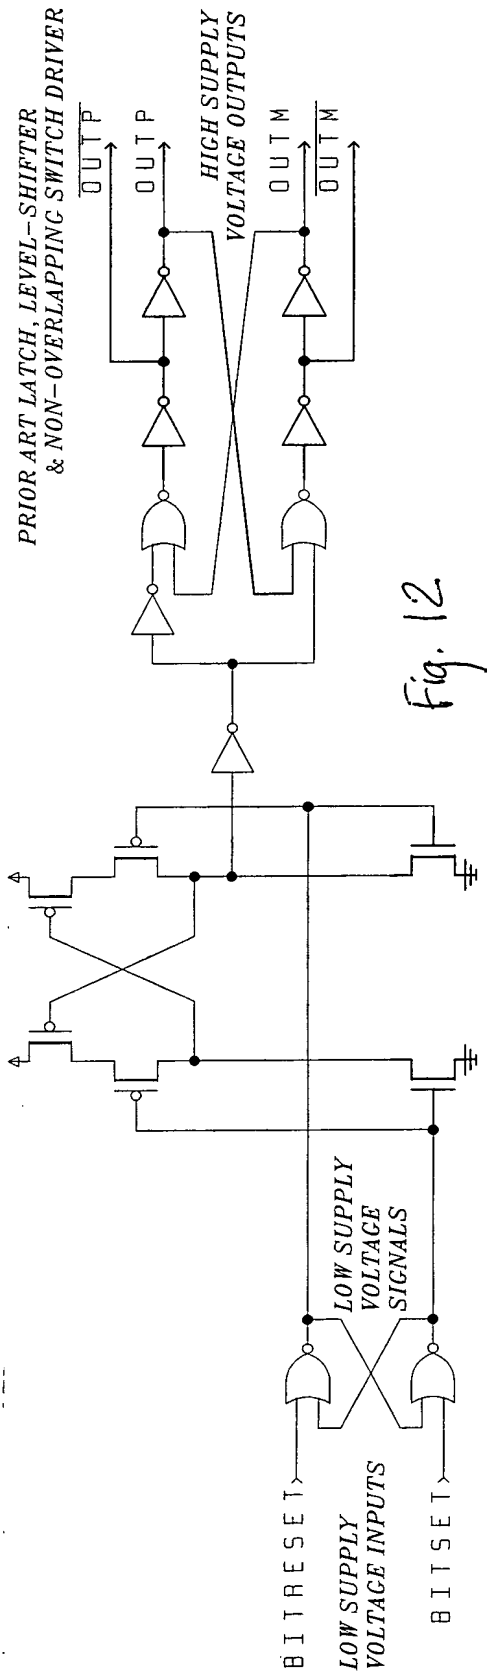 PRIOR ART LATCH, LEVEL-SHIFTER
& NON-OVERLAPPING SWITCH DRIVER
OUTP
OUTP
HIGH SUPPLY
VOLTAGE OUTPUTS
OUTM
OUTM
Fig. 12
LOW SUPPLY
VOLTAGE
SIGNALS
BITRESET
LOW SUPPLY
VOLTAGE INPUTS
BITSET